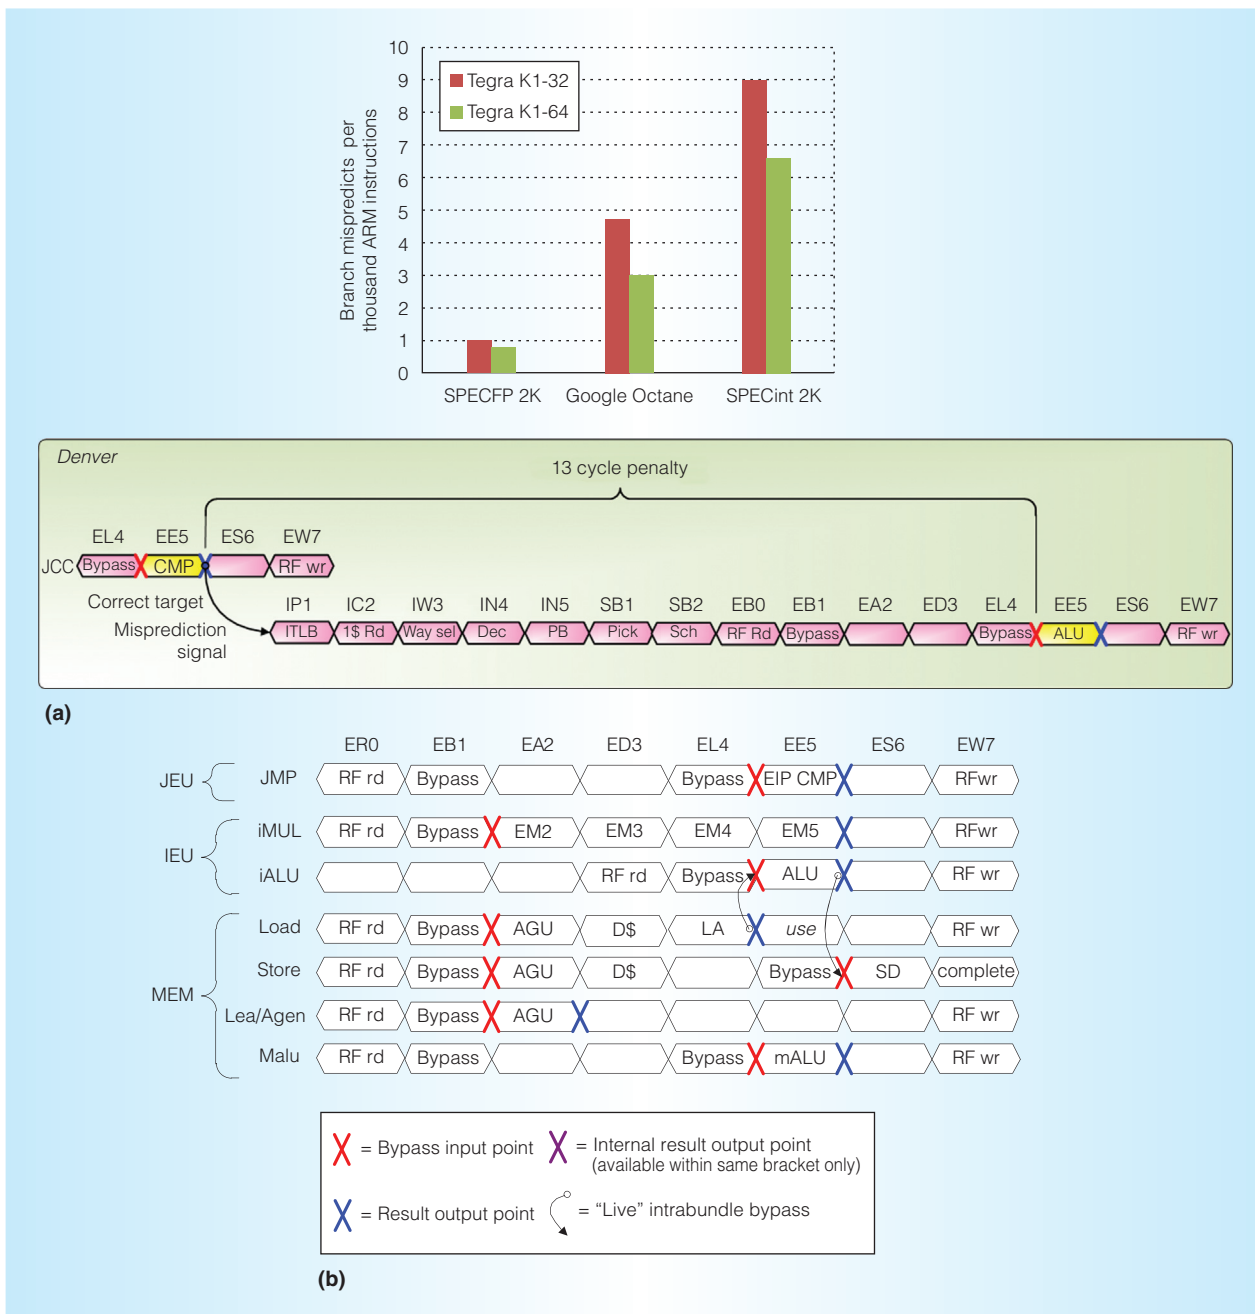 10
9
8
7
6
5
4
3
2
1
0
Branch mispredicts per
thousand ARM instructions
Tegra K1-32
Tegra K1-64
SPECFP 2K Google Octane SPECint 2K
Denver
13 cycle penalty
EL4 EE5 ES6 EW7
JCC Bypass CMP RF wr
Correct target
Misprediction
signal
IP1 IC2 IW3 IN4 IN5 SB1 SB2 EB0 EB1 EA2 ED3 EL4 EE5 ES6 EW7
ITLB 1$ Rd Way sel Dec PB Pick Sch RF Rd Bypass Bypass ALU RF wr
(a)
ER0 EB1 EA2 ED3 EL4 EE5 ES6 EW7
JEU JMP RF rd Bypass Bypass EIP CMP RFwr
IEU
iMUL RF rd Bypass EM2 EM3 EM4 EM5 RFwr
iALU RF rd Bypass ALU RF wr
MEM
Load RF rd Bypass AGU D$ LA use RF wr
Store RF rd Bypass AGU D$ Bypass SD complete
Lea/Agen RF rd Bypass AGU RF wr
Malu RF rd Bypass Bypass mALU RF wr
= Bypass input point
= Internal result output point
(available within same bracket only)
= Result output point
= “Live” intrabundle bypass
(b)